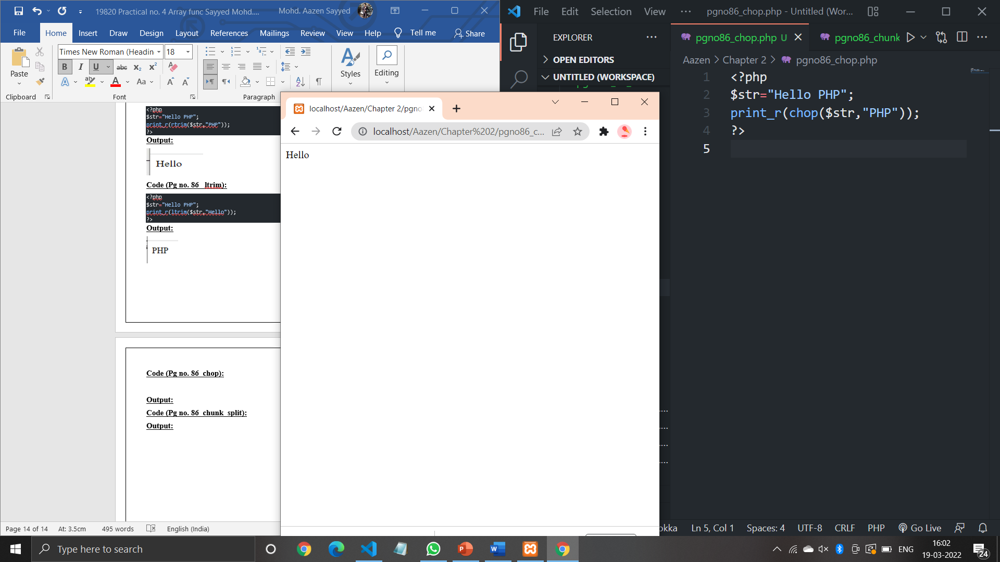 19820 Practical no. 4 Array func Sayyed Mohd....
Mohd. Aazen Sayyed
File Home Insert Draw Design Layout References Mailings Review View Help Tell me Share
Times New Roman (Headin 18
Paste
Styles
Editing
Clipboard Font Paragraph
<?php
$str="Hello PHP";
print_r(rtrim($str,"PHP"));
?>
Output:
Hello
Code (Pg no. 86_ltrim):
<?php
$str="Hello PHP";
print_r(ltrim($str,"Hello"));
?>
Output:
PHP
Code (Pg no. 86_chop):
Output:
Code (Pg no. 86_chunk_split):
Output:
Page 14 of 14 At: 3.5cm 495 words English (India)
localhost/Aazen/Chapter 2/pgno
localhost/Aazen/Chapter%202/pgno86_c...
Hello
File Edit Selection View ··· pgno86_chop.php - Untitled (Wor...
EXPLORER
OPEN EDITORS
UNTITLED (WORKSPACE)
pgno86_chop.php U
pgno86_chunk
Aazen > Chapter 2 > pgno86_chop.php
1 <?php
2 $str="Hello PHP";
3 print_r(chop($str,"PHP"));
4 ?>
5
okka Ln 5, Col 1 Spaces: 4 UTF-8 CRLF PHP Go Live
Type here to search
ENG
16:02
19-03-2022
24